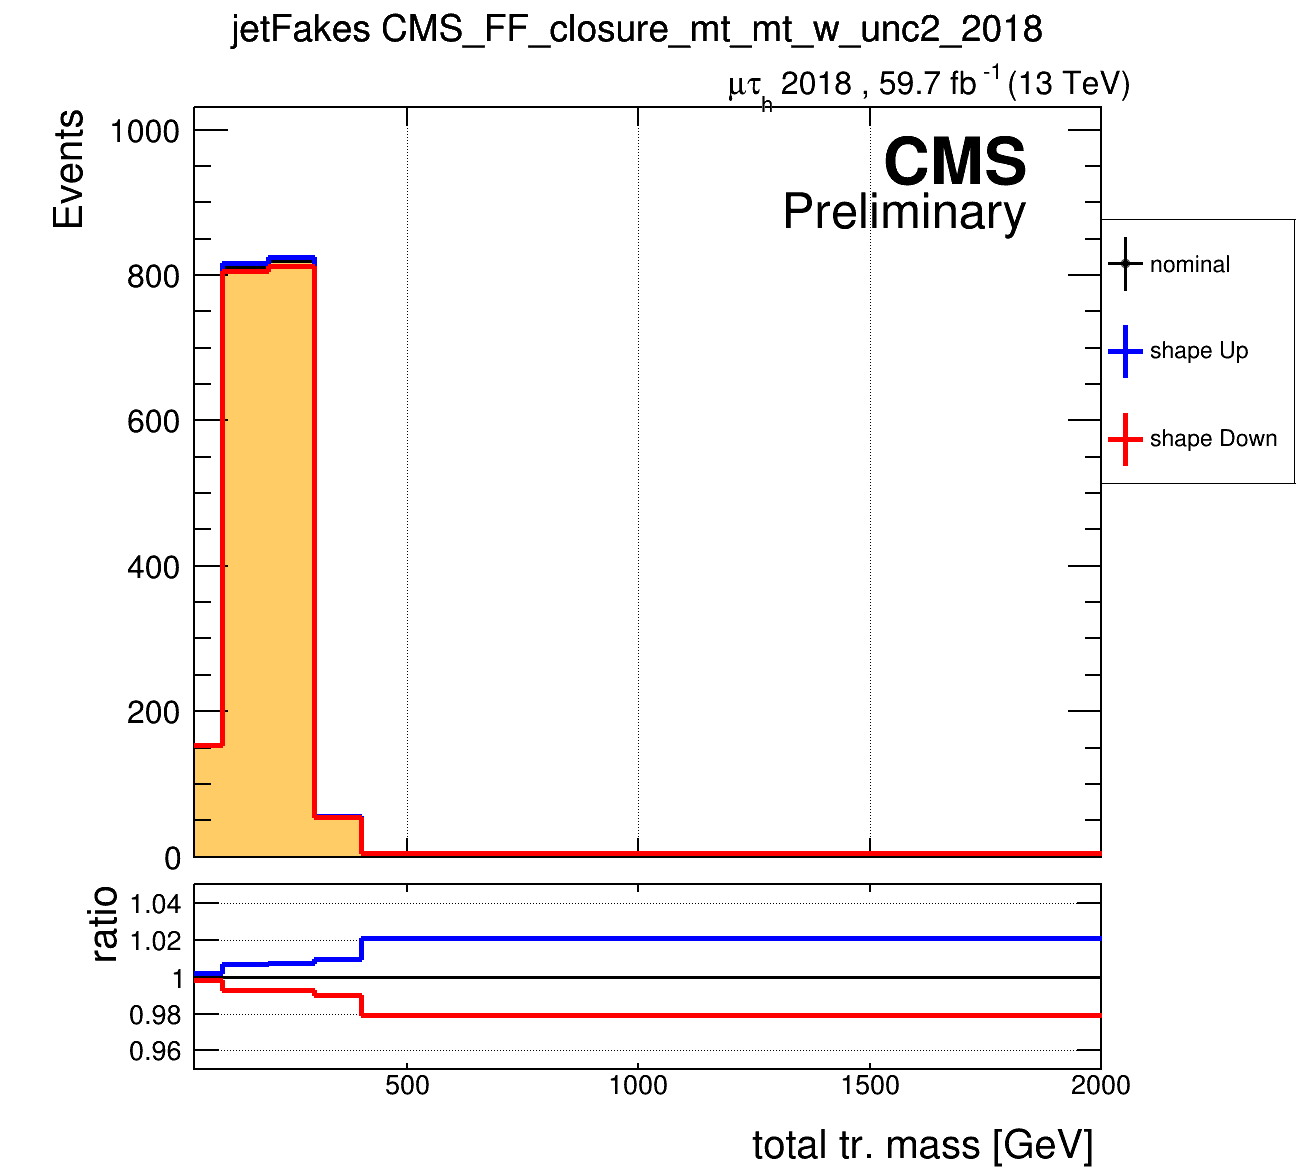 jetFakes CMS_FF_closure_mt_mt_w_unc2_2018
μτh 2018 , 59.7 fb-1 (13 TeV)
Events
1000
800
600
400
200
0
CMS
Preliminary
nominal
shape Up
shape Down
ratio
1.04
1.02
1
0.98
0.96
500 1000 1500 2000
total tr. mass [GeV]